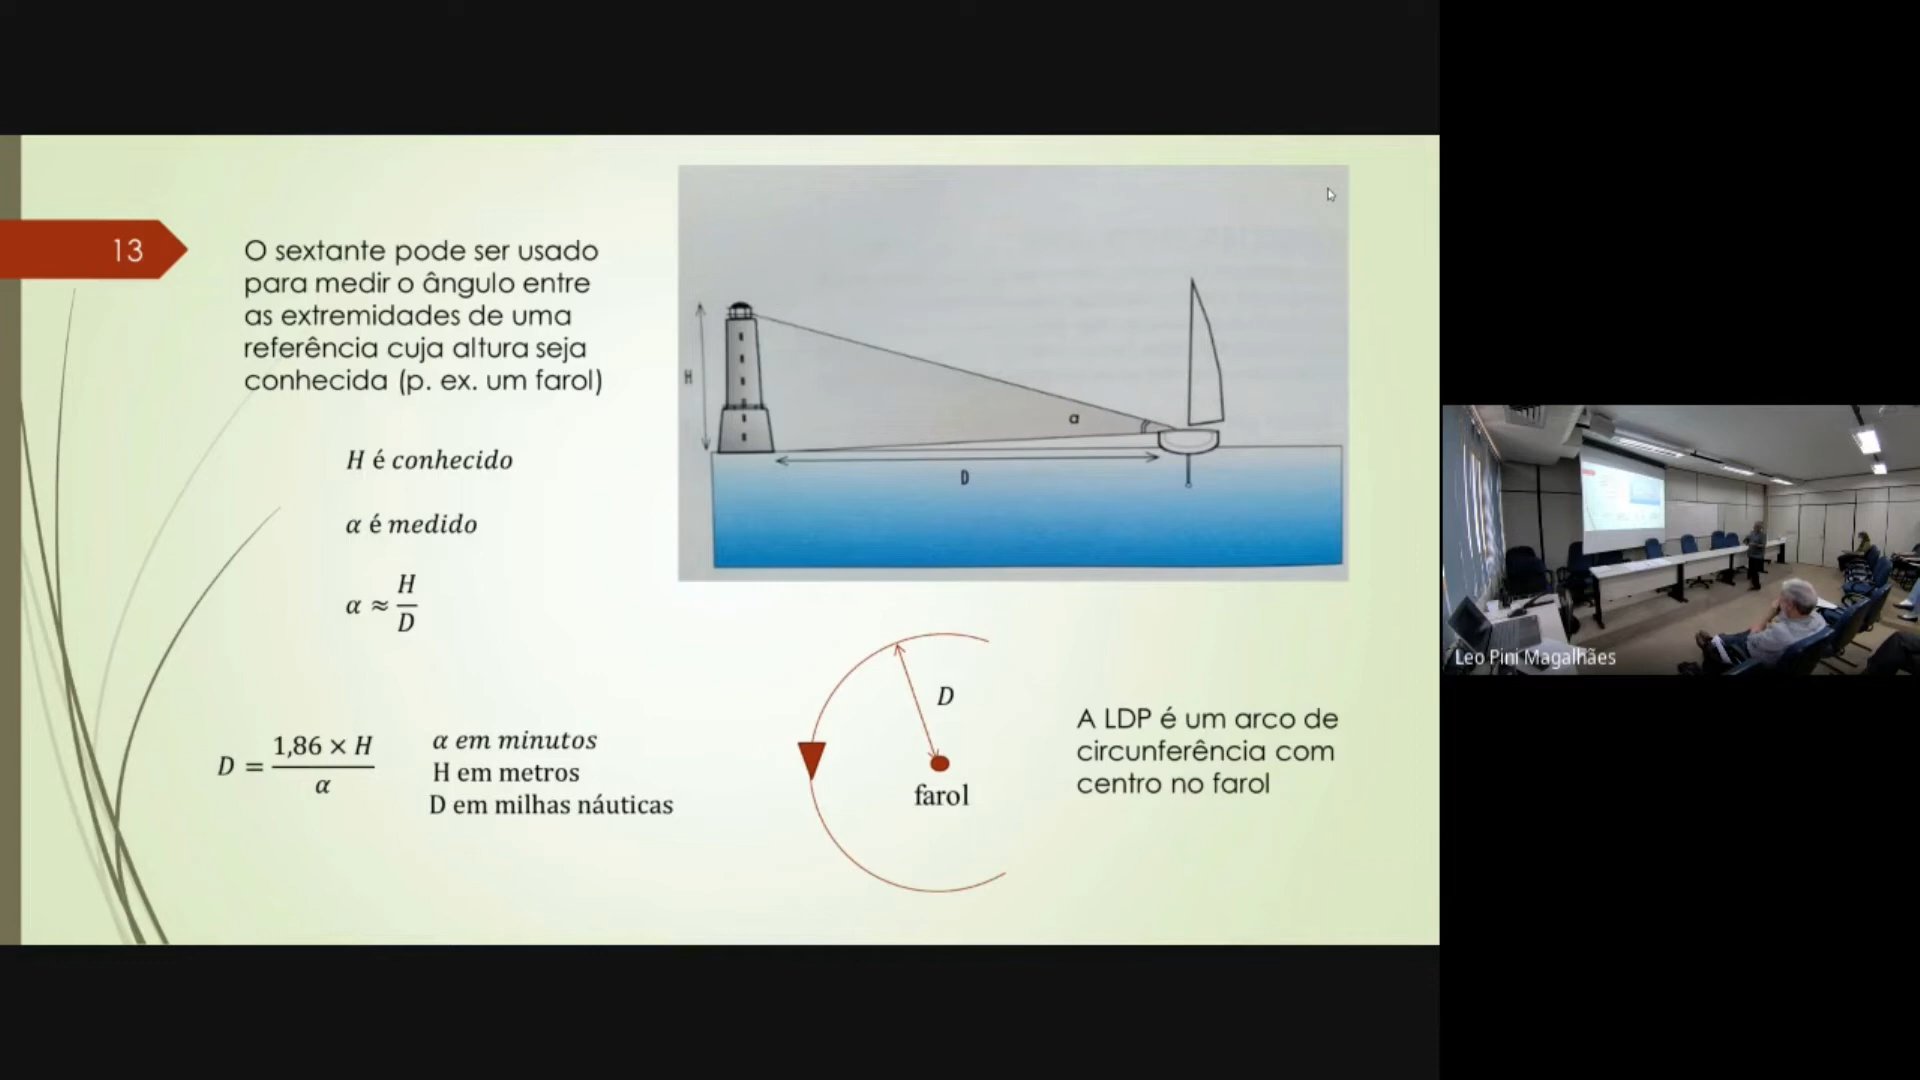 13
O sextante pode ser usado
para medir o ângulo entre
as extremidades de uma
referência cuja altura seja
conhecida (p. ex. um farol)
H é conhecido
α é medido
α ≈ H/D
D = 1,86 × H/α
α em minutos
H em metros
D em milhas náuticas
H
α
D
D
farol
A LDP é um arco de
circunferência com
centro no farol
Leo Pini Magalhães